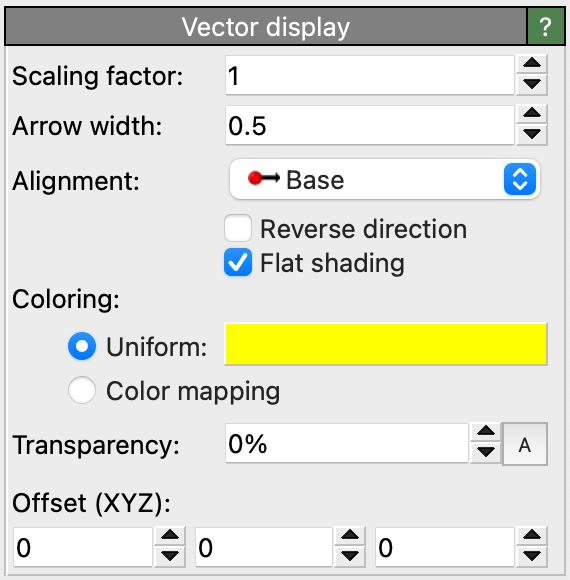 Vector display ?
Scaling factor: 1
Arrow width: 0.5
Alignment: Base
Reverse direction
Flat shading
Coloring:
Uniform:
Color mapping
Transparency: 0% A
Offset (XYZ):
0 0 0